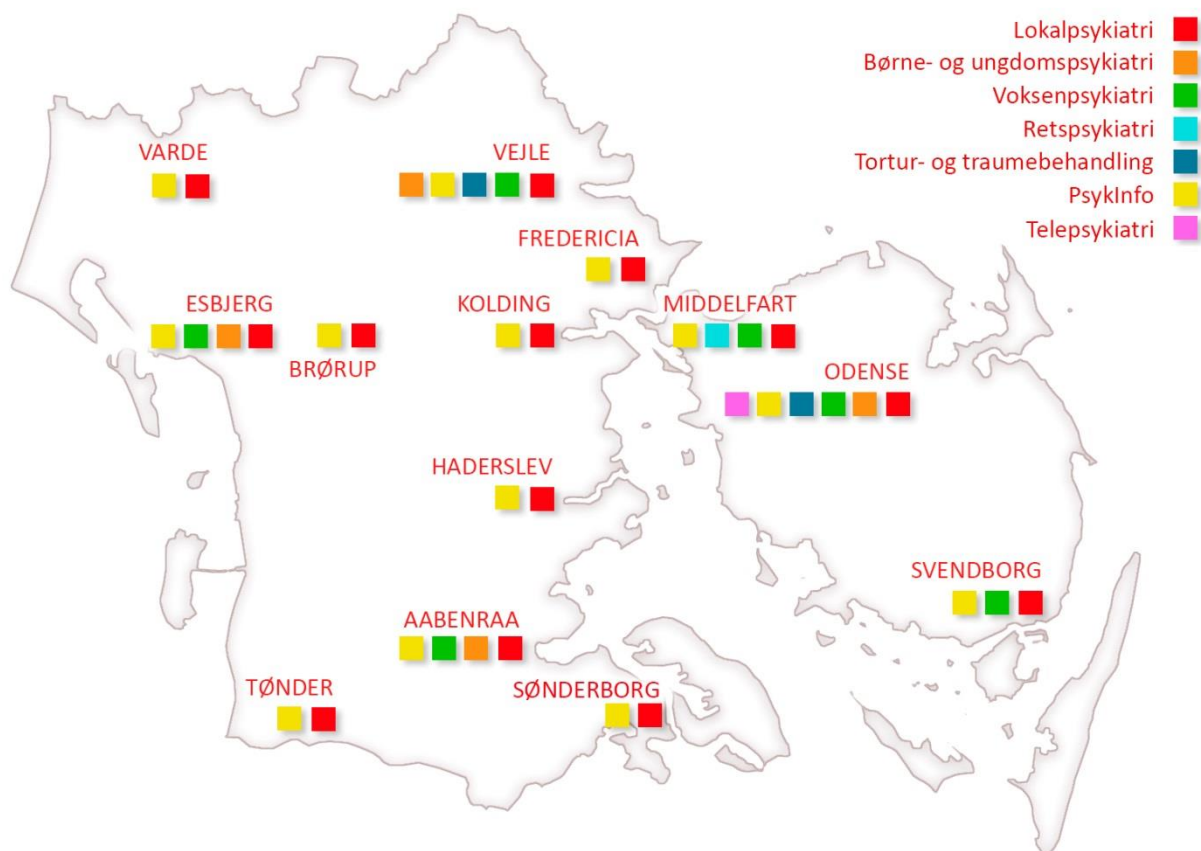 Lokalpsykiatri
Børne- og ungdomspsykiatri
Voksenpsykiatri
Retspsykiatri
Tortur- og traumebehandling
PsykInfo
Telepsykiatri
VARDE
VEJLE
FREDERICIA
ESBJERG
KOLDING
MIDDELFART
BRØRUP
ODENSE
HADERSLEV
SVENDBORG
AABENRAA
TØNDER
SØNDERBORG